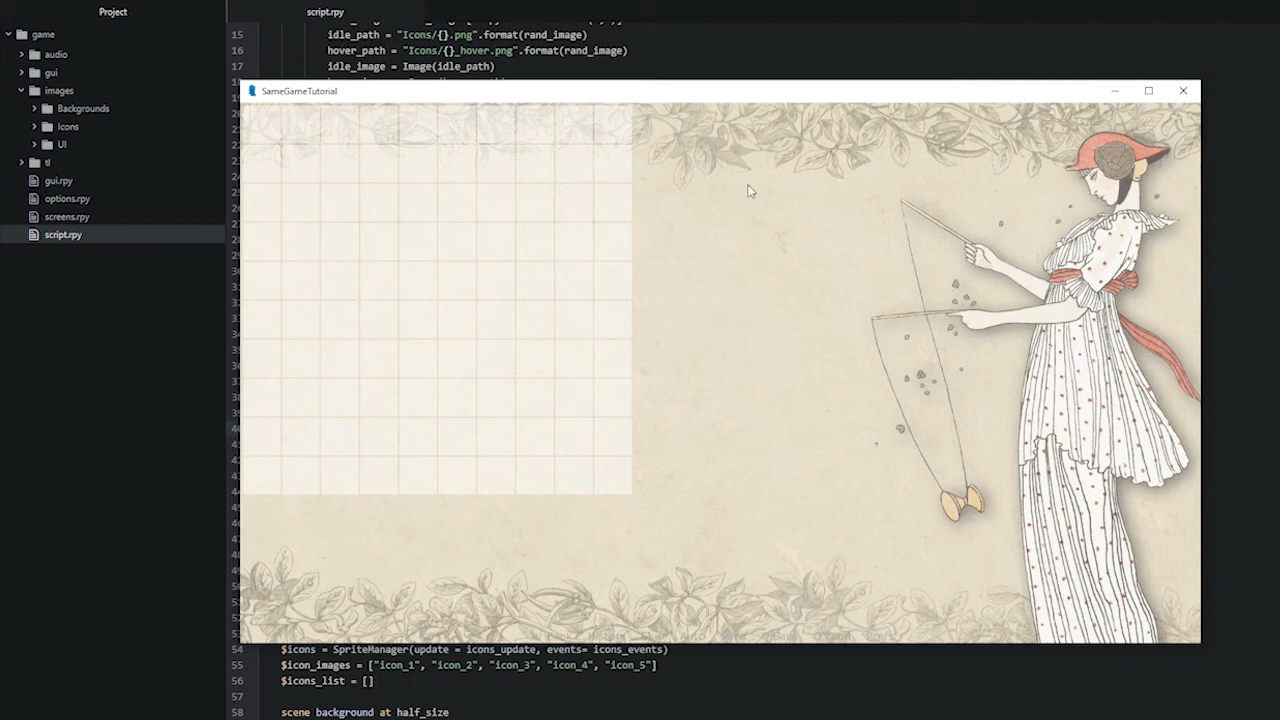 Project
script.rpy
game
audio
gui
images
Backgrounds
Icons
UI
tl
gui.rpy
options.rpy
screens.rpy
script.rpy
15 idle_path = "Icons/{}.png".format(rand_image)
16 hover_path = "Icons/{}_hover.png".format(rand_image)
17 idle_image = Image(idle_path)
SameGameTutorial
54 $icons = SpriteManager(update = icons_update, events= icons_events)
55 $icon_images = ["icon_1", "icon_2", "icon_3", "icon_4", "icon_5"]
56 $icons_list = []
57
58 scene background at half_size